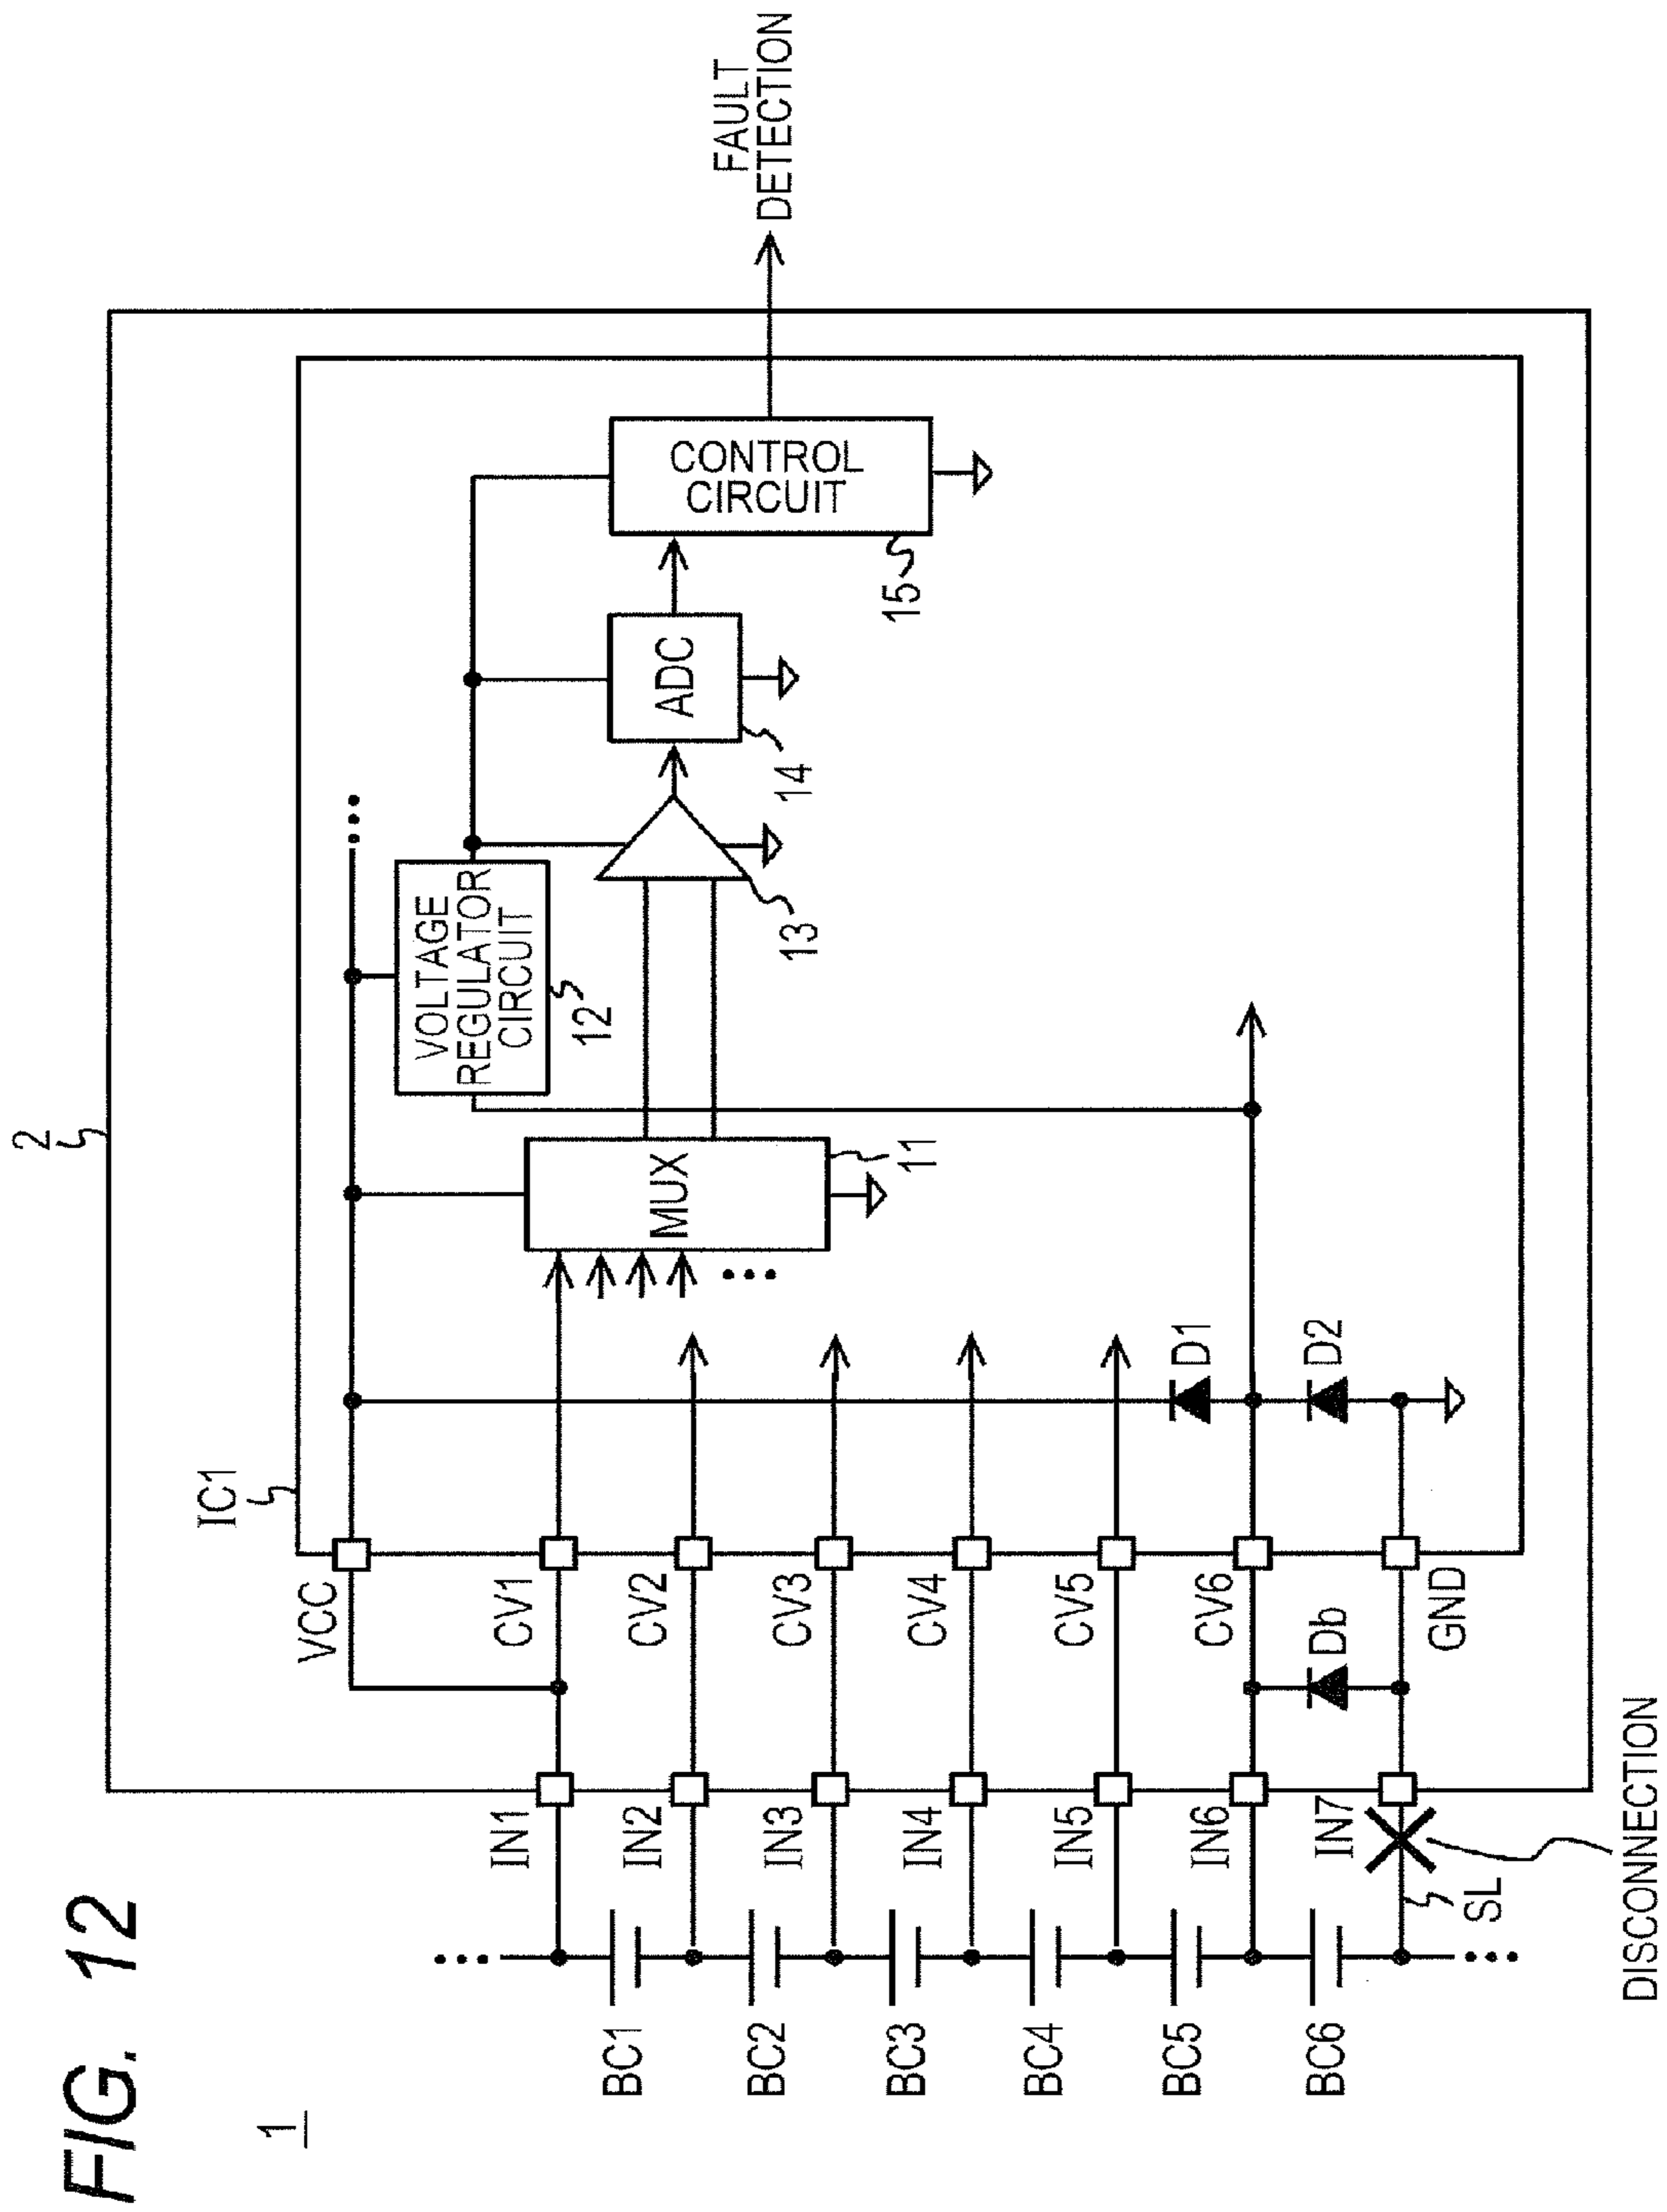 FIG. 12
1
2
IC1
VCC
CV1
CV2
CV3
CV4
CV5
CV6
GND
IN1
IN2
IN3
IN4
IN5
IN6
IN7
BC1
BC2
BC3
BC4
BC5
BC6
SL
DISCONNECTION
Db
D1
D2
MUX
11
VOLTAGE
REGULATOR
CIRCUIT
12
13
ADC
14
CONTROL
CIRCUIT
15
FAULT
DETECTION